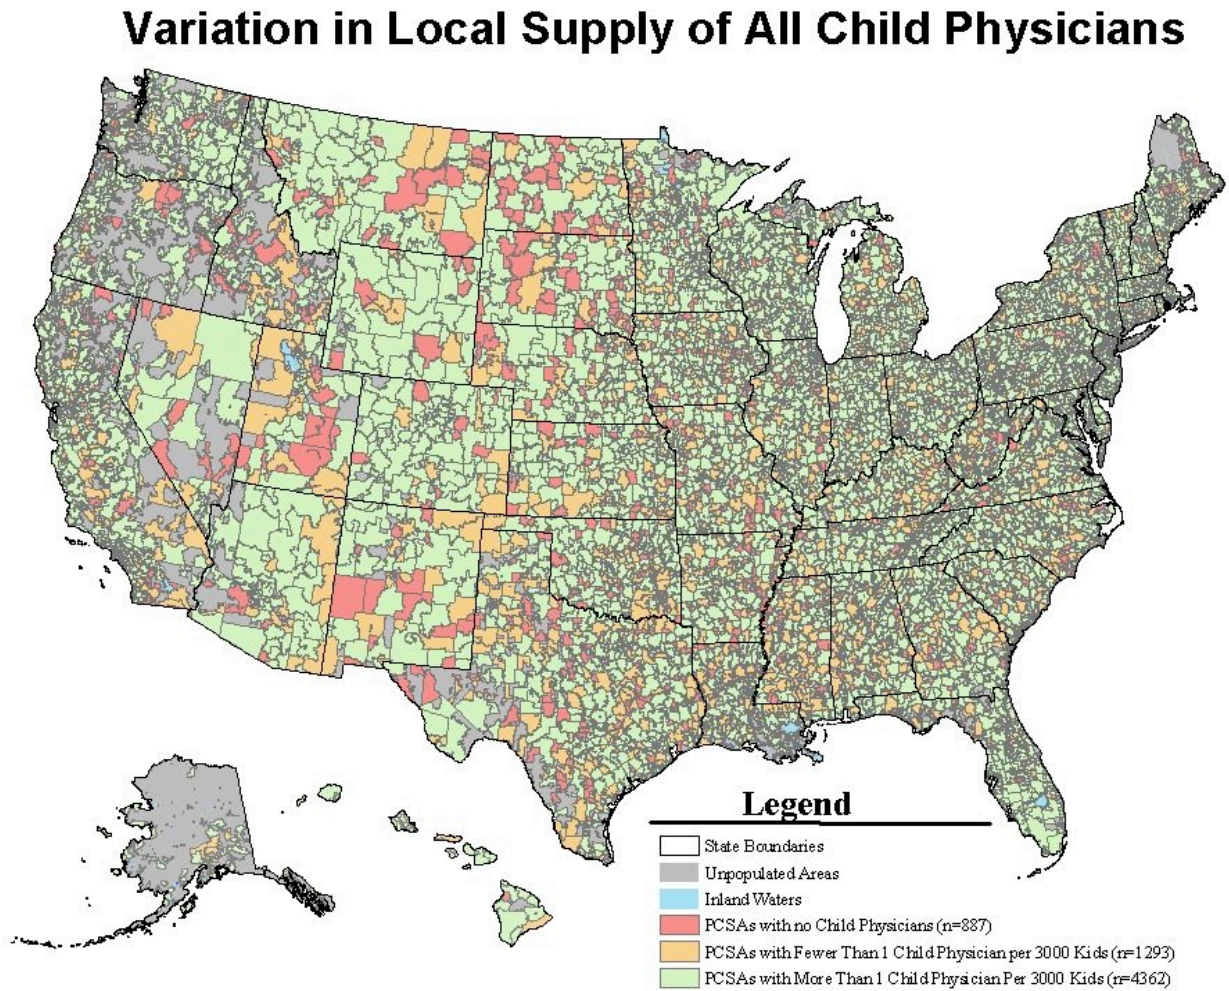 Variation in Local Supply of All Child Physicians
Legend
State Boundaries
Unpopulated Areas
Inland Waters
PCSAs with no Child Physicians (n=887)
PCSAs with Fewer Than 1 Child Physician per 3000 Kids (n=1293)
PCSAs with More Than 1 Child Physician Per 3000 Kids (n=4362)